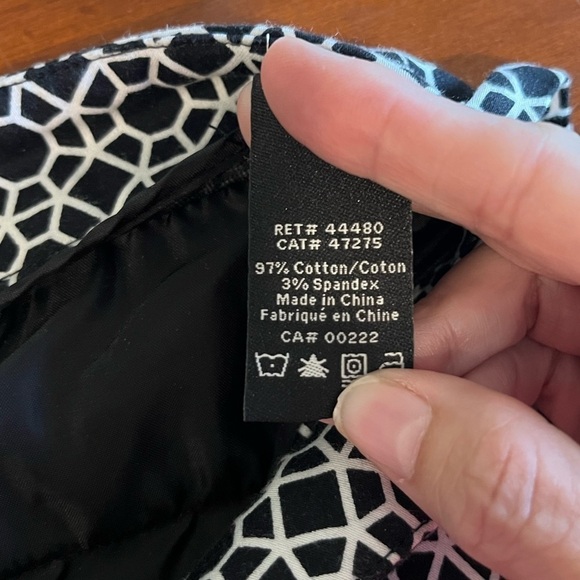 RET# 44480
CAT# 47275
97% Cotton/Coton
3% Spandex
Made in China
Fabriqué en Chine
CA# 00222